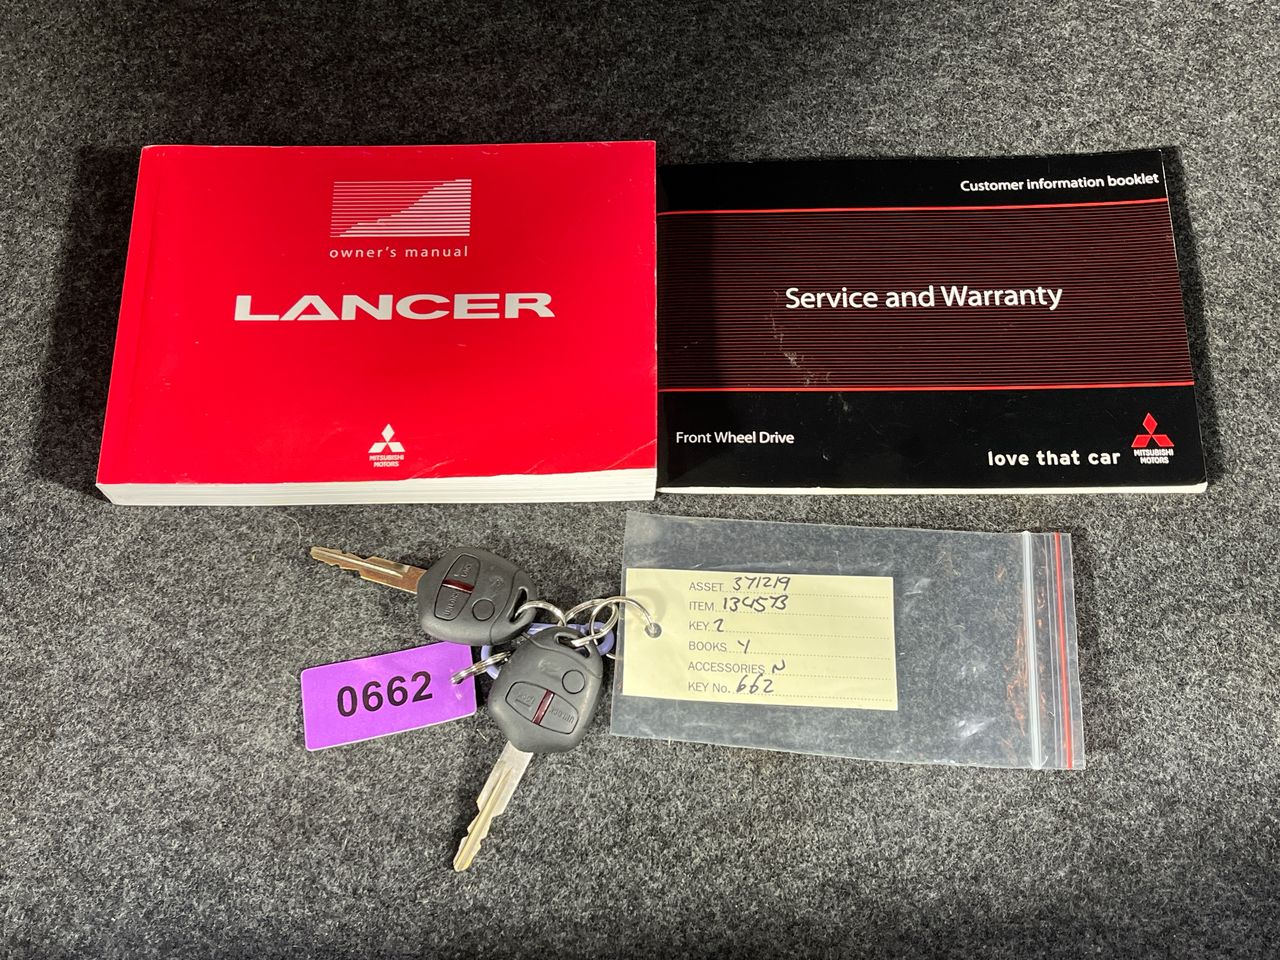 owner's manual
LANCER
MITSUBISHI
MOTORS
Customer information booklet
Service and Warranty
Front Wheel Drive
love that car
MITSUBISHI
MOTORS
ASSET 371219
ITEM 134573
KEY 2
BOOKS Y
ACCESSORIES N
KEY No. 662
0662